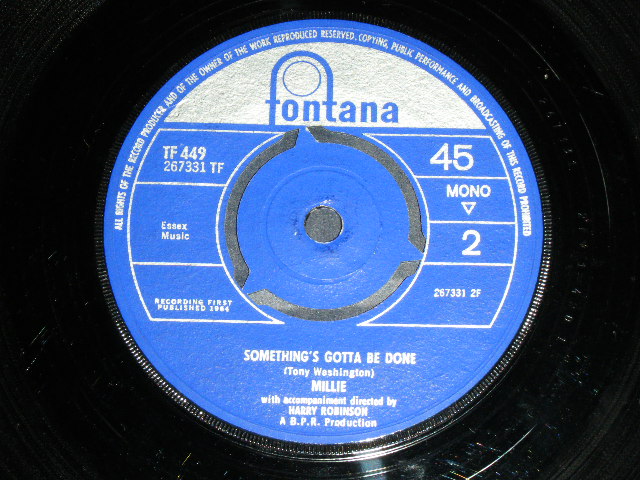 ALL RIGHTS OF THE RECORD PRODUCER AND OF THE OWNER OF THE WORK REPRODUCED RESERVED. COPYING, PUBLIC PERFORMANCE AND BROADCASTING OF THIS RECORD PROHIBITED
fontana
TF 449
267331 TF
45
MONO
Essex
Music
2
RECORDING FIRST
PUBLISHED 1964
267331 2F
SOMETHING'S GOTTA BE DONE
(Tony Washington)
MILLIE
with accompaniment directed by
HARRY ROBINSON
A B.P.R. Production